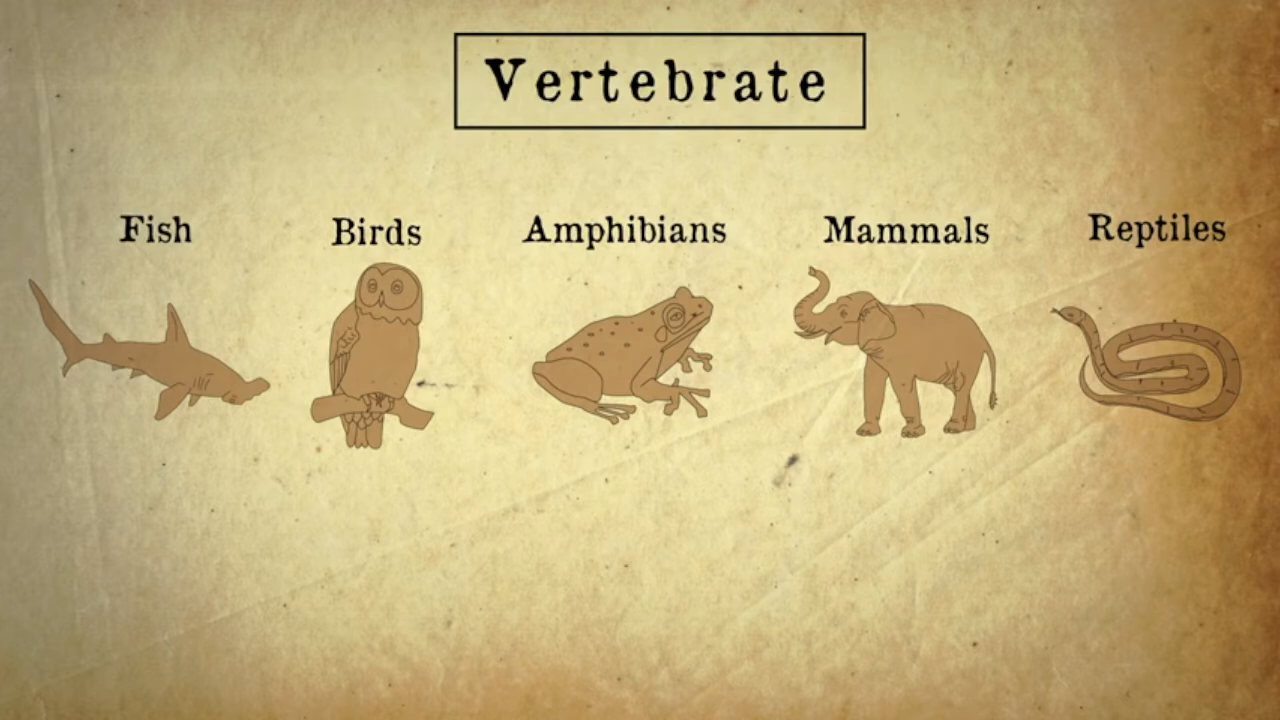 Vertebrate
Fish
Birds
Amphibians
Mammals
Reptiles